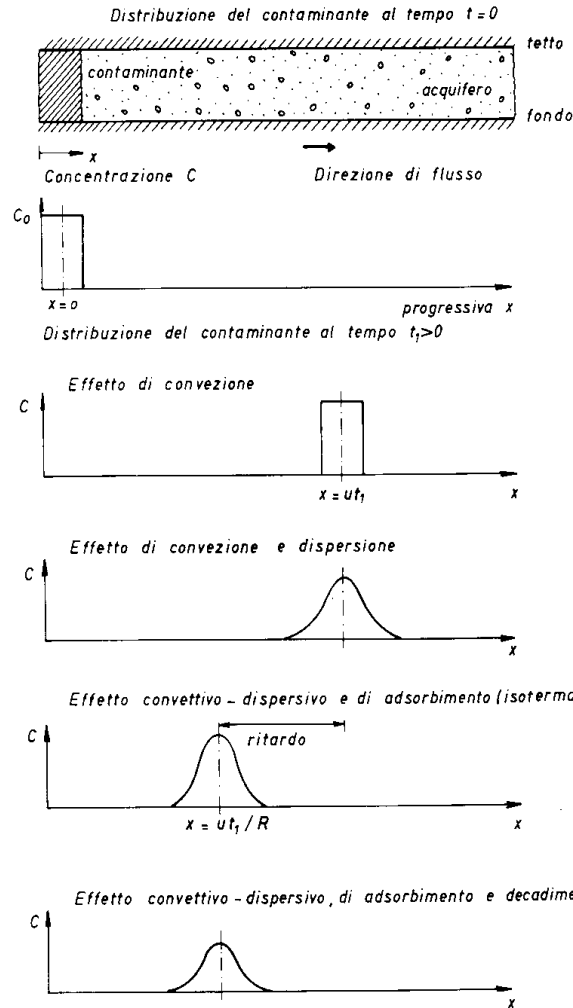 Distribuzione del contaminante al tempo t=0
tetto
contaminante
acquifero
fondo
x
Concentrazione C
Direzione di flusso
C₀
x=0
progressiva x
Distribuzione del contaminante al tempo t₁>0
Effetto di convezione
C
x = ut₁
x
Effetto di convezione e dispersione
C
x
Effetto convettivo-dispersivo e di adsorbimento (isoterma
C
ritardo
x = ut₁/R
x
Effetto convettivo-dispersivo, di adsorbimento e decadime
C
x